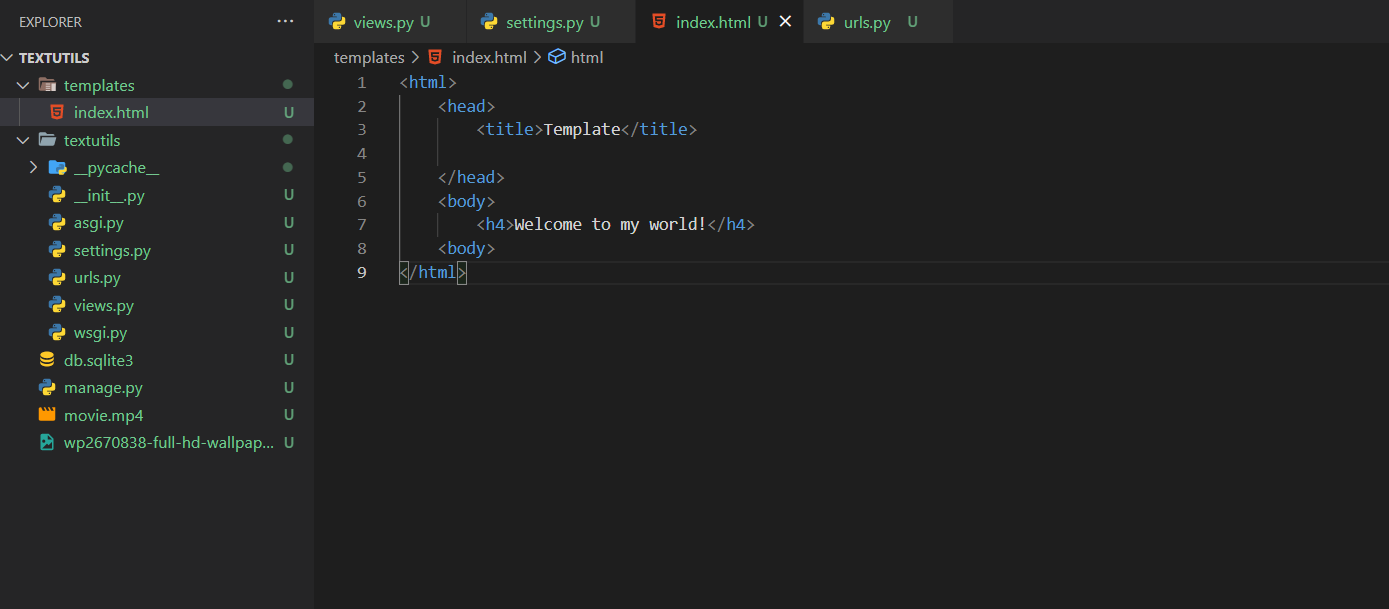 EXPLORER ...
TEXTUTILS
templates
index.html U
textutils
__pycache__
__init__.py U
asgi.py U
settings.py U
urls.py U
views.py U
wsgi.py U
db.sqlite3 U
manage.py U
movie.mp4 U
wp2670838-full-hd-wallpap... U
views.py U settings.py U index.html U urls.py U
templates > index.html > html
1 <html>
2 <head>
3 <title>Template</title>
4
5 </head>
6 <body>
7 <h4>Welcome to my world!</h4>
8 <body>
9 </html>